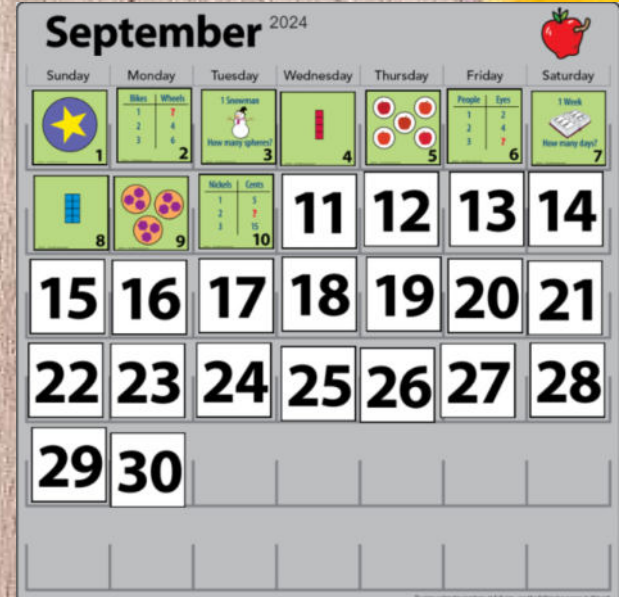 September 2024
Sunday Monday Tuesday Wednesday Thursday Friday Saturday
1
Bikes Wheels
1 ?
2 4
3 6
2
1 Snowman
How many spheres?
3
4
5
People Eyes
1 2
2 4
3 ?
6
1 Week
How many days?
7
8
9
Nickels Cents
1 5
2 ?
3 15
10
11 12 13 14
15 16 17 18 19 20 21
22 23 24 25 26 27 28
29 30